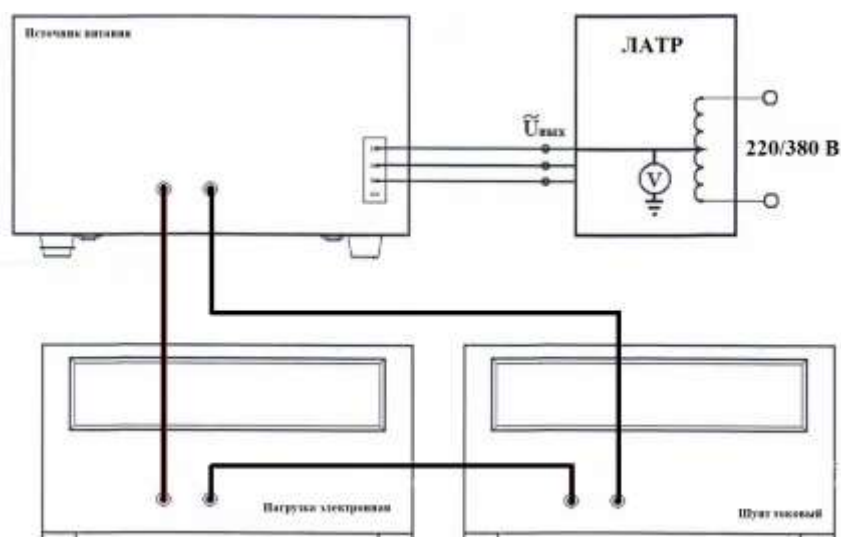 Источник питания
ЛАТР
Ũвых
220/380 В
V
Нагрузка электронная
Шунт токовый